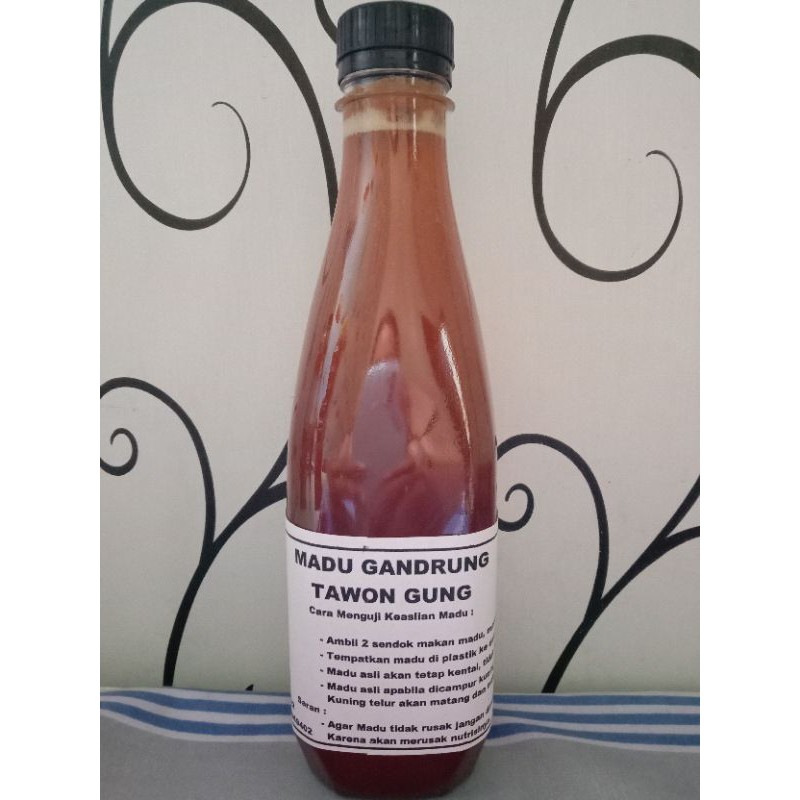 MADU GANDRUNG
TAWON GUNG
Cara Menguji Keaslian Madu :
- Ambil 2 sendok makan madu,
- Tempatkan madu di plastik
- Madu asli akan tetap kental,
- Madu asli apabila dicampur
Kuning telur akan matang dan
Saran :
- Agar Madu tidak rusak jangan
Karena akan merusak nutrisinya